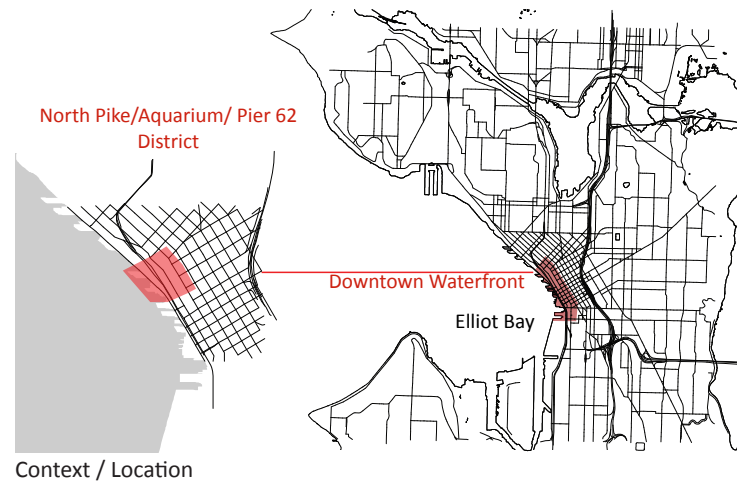 North Pike/Aquarium/ Pier 62
District
Downtown Waterfront
Elliot Bay
Context / Location